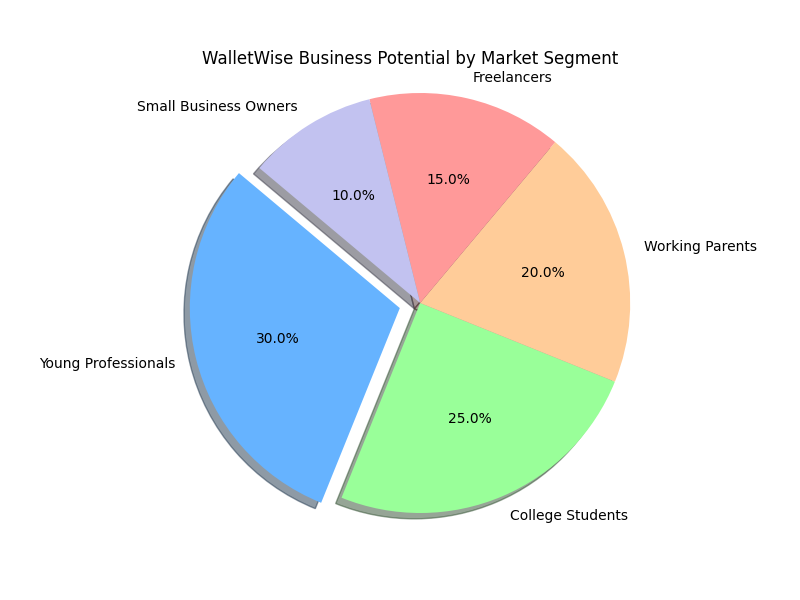 WalletWise Business Potential by Market Segment
Freelancers
Small Business Owners
15.0%
10.0%
Working Parents
20.0%
30.0%
Young Professionals
25.0%
College Students